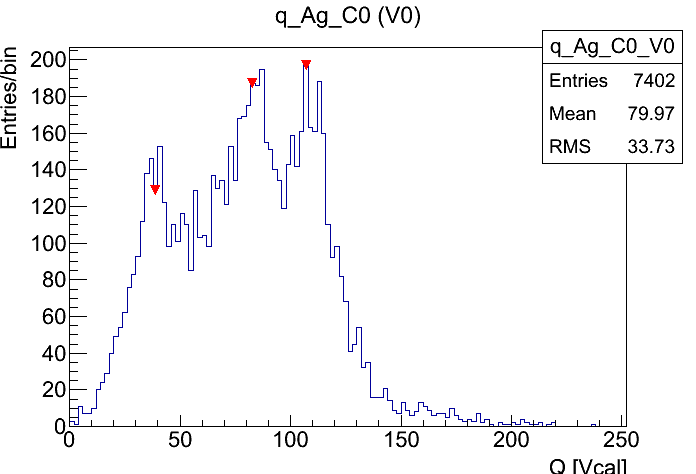 q_Ag_C0 (V0)
q_Ag_C0_V0
Entries 7402
Mean 79.97
RMS 33.73
Entries/bin
200
180
160
140
120
100
80
60
40
20
0
0 50 100 150 200 250
Q [Vcal]